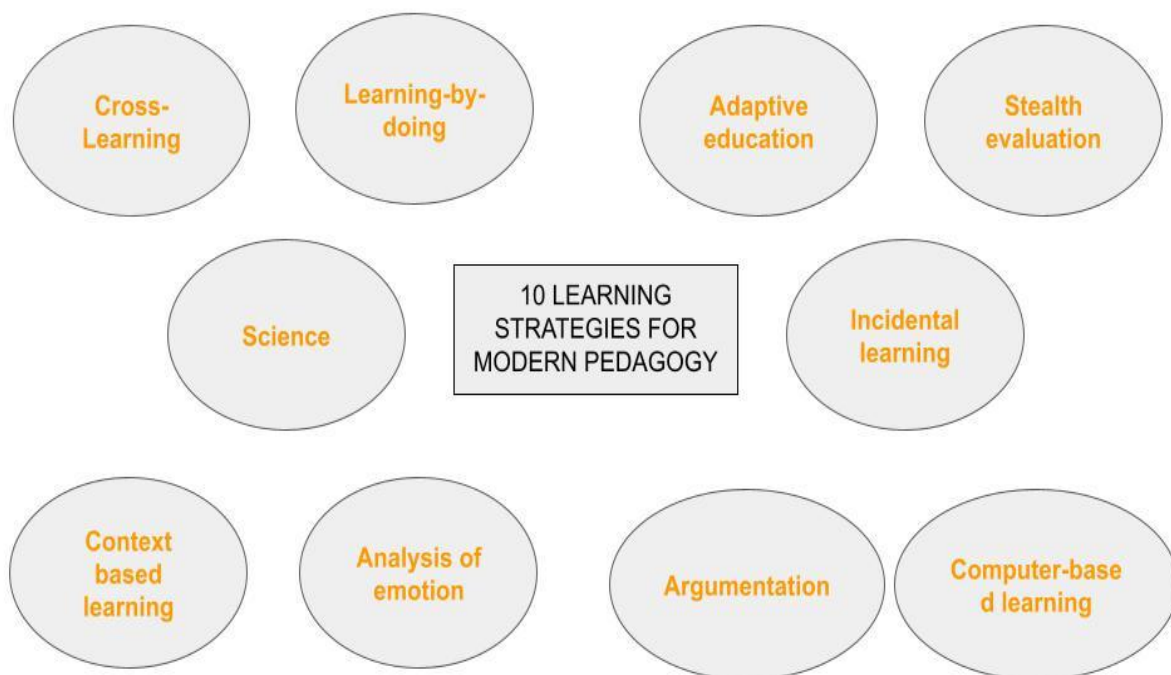 Cross-
Learning
Learning-by-
doing
Adaptive
education
Stealth
evaluation
Science
10 LEARNING
STRATEGIES FOR
MODERN PEDAGOGY
Incidental
learning
Context
based
learning
Analysis of
emotion
Argumentation
Computer-base
d learning